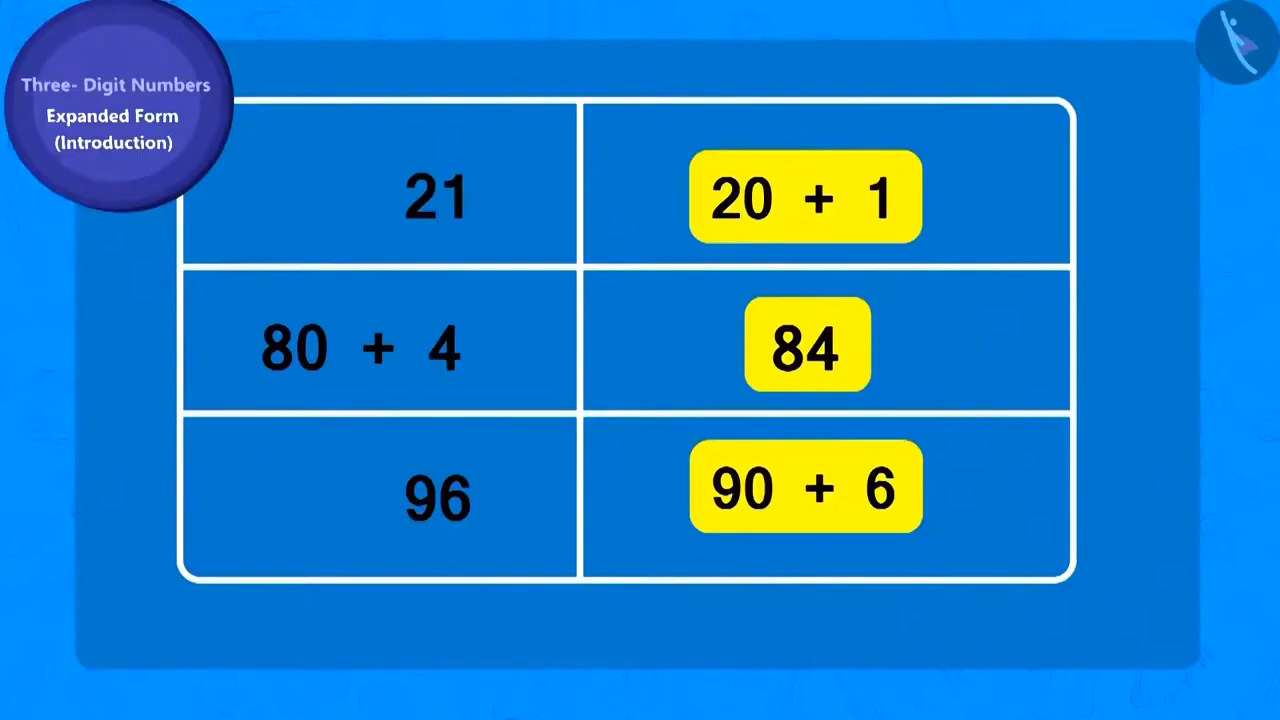 Three- Digit Numbers
Expanded Form
(Introduction)
21 20 + 1
80 + 4 84
96 90 + 6